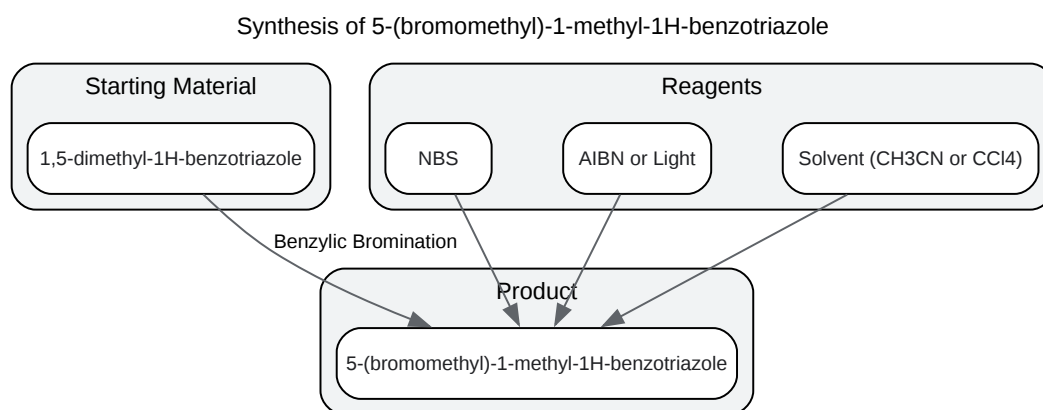 Synthesis of 5-(bromomethyl)-1-methyl-1H-benzotriazole
Starting Material
Reagents
1,5-dimethyl-1H-benzotriazole
NBS
AIBN or Light
Solvent (CH3CN or CCl4)
Benzylic Bromination
Product
5-(bromomethyl)-1-methyl-1H-benzotriazole